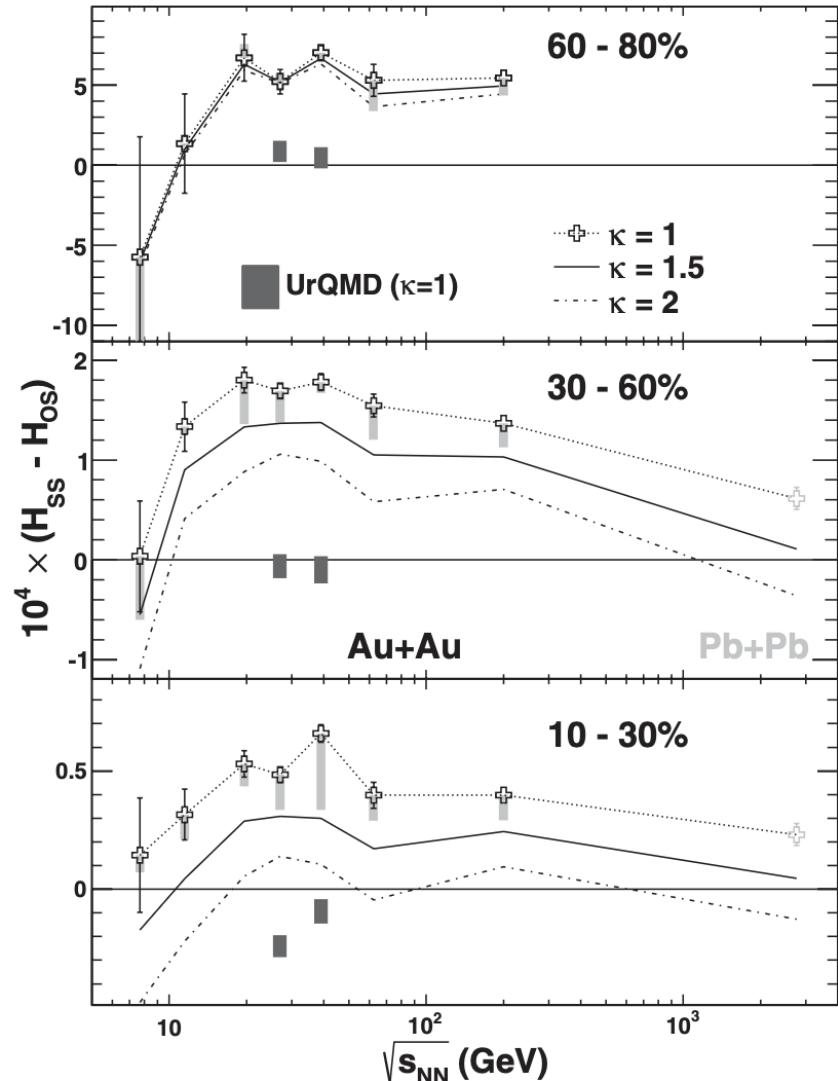 60 - 80%
5
0
-5
-10
κ = 1
κ = 1.5
κ = 2
UrQMD (κ=1)
30 - 60%
2
1
0
-1
Au+Au
Pb+Pb
10⁴ × (H_SS - H_OS)
10 - 30%
0.5
0
10
10²
10³
√s_NN (GeV)